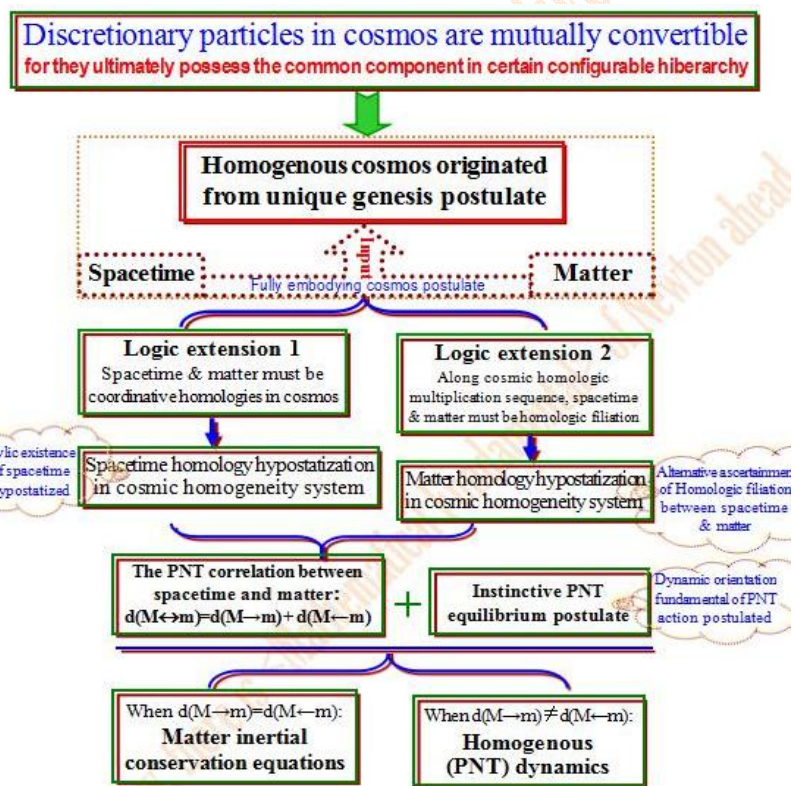 Discretionary particles in cosmos are mutually convertible
for they ultimately possess the common component in certain configurable hiberarchy
Homogenous cosmos originated
from unique genesis postulate
Input
Spacetime
Matter
Fully embodying cosmos postulate
Logic extension 1
Spacetime & matter must be
coordinative homologies in cosmos
Logic extension 2
Along cosmic homologic
multiplication sequence, spacetime
& matter must be homologic filiation
existence
spacetime
Spacetime homology hypostatization
in cosmic homogeneity system
Matter homology hypostatization
in cosmic homogeneity system
Alternative ascertainment
of Homologic filiation
between spacetime
& matter
The PNT correlation between
spacetime and matter:
d(M↔m)=d(M→m)+d(M←m)
+
Instinctive PNT
equilibrium postulate
Dynamic orientation
fundamental of PNT
action postulated
When d(M→m)=d(M←m):
Matter inertial
conservation equations
When d(M→m)≠d(M←m):
Homogenous
(PNT) dynamics
of Newton ahead